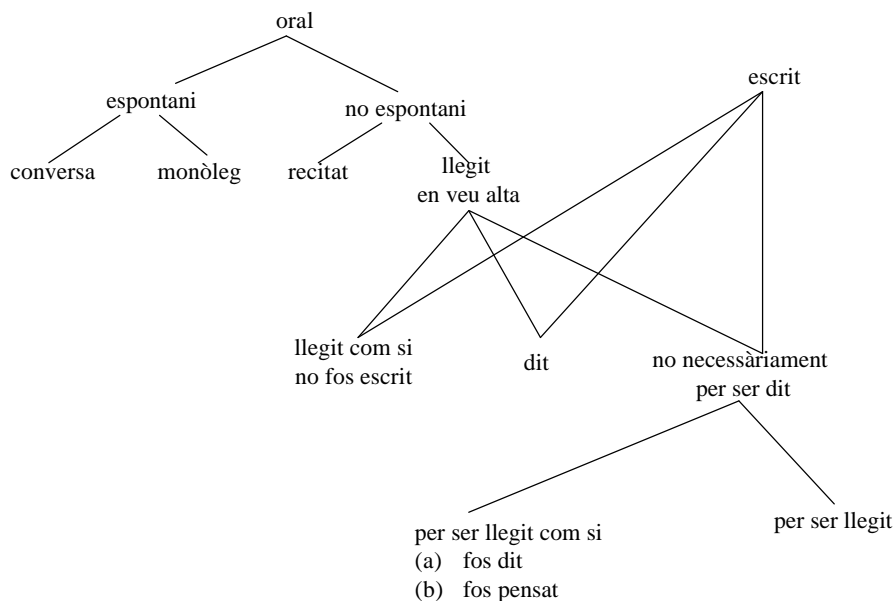 oral
escrit
espontani
no espontani
conversa
monòleg
recitat
llegit
en veu alta
llegit com si
no fos escrit
dit
no necessàriament
per ser dit
per ser llegit com si
(a) fos dit
(b) fos pensat
per ser llegit